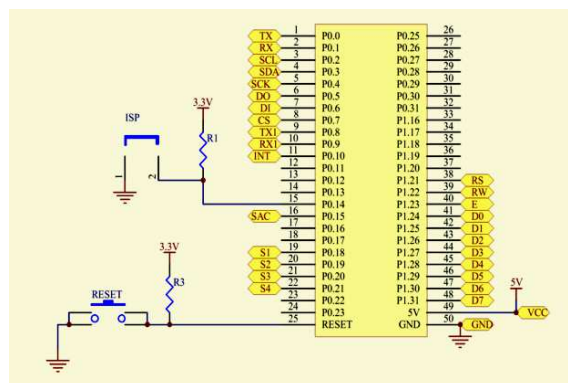 TX 1 P0.0 P0.25 26
RX 2 P0.1 P0.26 27
SCL 3 P0.2 P0.27 28
SDA 4 P0.3 P0.28 29
SCK 5 P0.4 P0.29 30
DO 6 P0.5 P0.30 31
DI 7 P0.6 P0.31 32
CS 8 P0.7 P1.16 33
TX1 9 P0.8 P1.17 34
RX1 10 P0.9 P1.18 35
INT 11 P0.10 P1.19 36
12 P0.11 P1.20 37
13 P0.12 P1.21 38 RS
14 P0.13 P1.22 39 RW
15 P0.14 P1.23 40 E
SAC 16 P0.15 P1.24 41 D0
17 P0.16 P1.25 42 D1
18 P0.17 P1.26 43 D2
S1 19 P0.18 P1.27 44 D3
S2 20 P0.19 P1.28 45 D4
S3 21 P0.20 P1.29 46 D5
S4 22 P0.21 P1.30 47 D6
23 P0.22 P1.31 48 D7
24 P0.23 5V 49 VCC
25 RESET GND 50 GND
3.3V
ISP
R1
1 2
3.3V
R3
RESET
5V